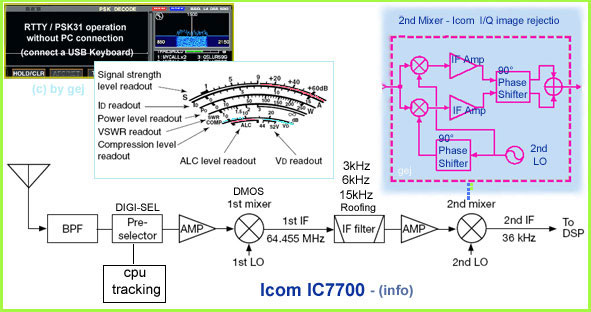 PSK DECODE
RTTY / PSK31 operation
without PC connection
(connect a USB Keyboard)
HOLD/CLR
(c) by gej
Signal strength
level readout
ID readout
Power level readout
VSWR readout
Compression level
readout
ALC level readout
VD readout
S
1
5
9
+20
+40
+60dB
SWR
COMP
ALC
44
52V
VD
dB
A
W
2nd Mixer - Icom I/Q image rejectio
IF Amp
IF Amp
90°
Phase
Shifter
90°
Phase
Shifter
2nd
LO
gej
3kHz
6kHz
15kHz
Roofing
IF filter
DIGI-SEL
Pre-
selector
BPF
AMP
DMOS
1st mixer
1st IF
64.455 MHz
1st LO
AMP
2nd mixer
2nd IF
36 kHz
2nd LO
To
DSP
cpu
tracking
Icom IC7700 - (info)